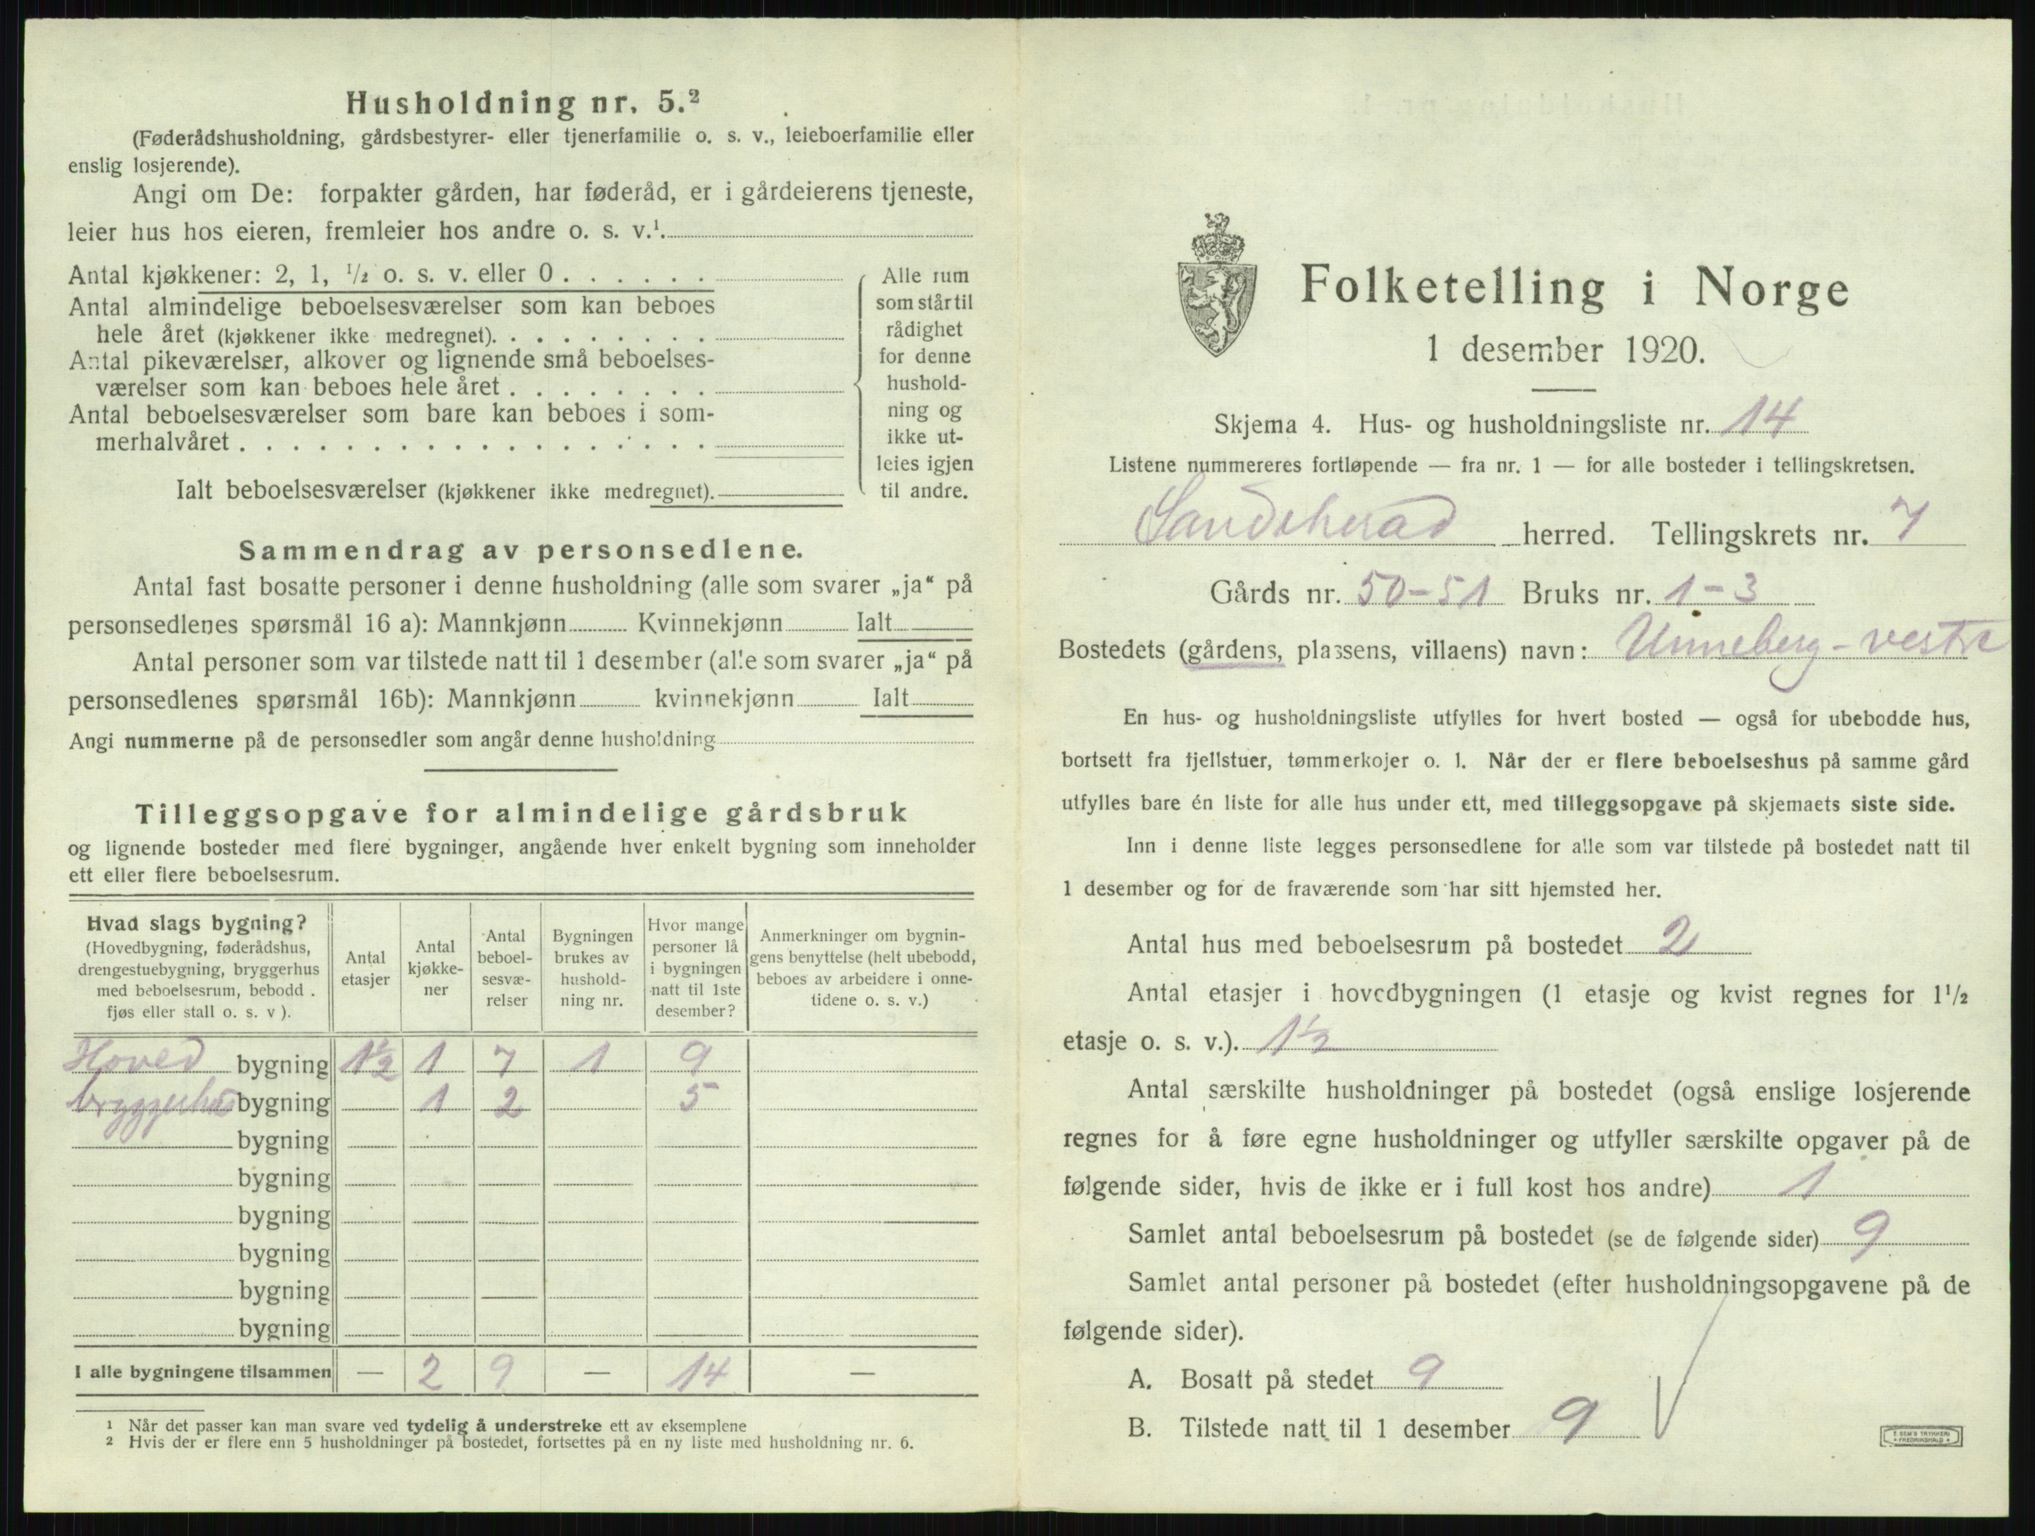 Husholdning nr. 5.²
(Føderådshusholdning, gårdsbestyrer- eller tjenerfamilie o. s. v., leieboerfamilie eller
enslig losjerende).
Angi om De: forpakter gården, har føderåd, er i gårdeierens tjeneste,
leier hus hos eieren, fremleier hos andre o. s. v.¹
Antal kjøkkener: 2, 1, ½ o. s. v. eller 0 . . . . . .
Antal almindelige beboelsesværelser som kan beboes
hele året (kjøkkener ikke medregnet). . . . . . . . .
Antal pikeværelser, alkover og lignende små beboelses-
værelser som kan beboes hele året . . . . . . . .
Antal beboelsesværelser som bare kan beboes i som-
merhalvåret . . . . . . . . . . . . . . . . . .
Ialt beboelsesværelser (kjøkkener ikke medregnet).
Alle rum
som står til
rådighet
for denne
hushold-
ning og
ikke ut-
leies igjen
til andre.
Sammendrag av personsedlene.
Antal fast bosatte personer i denne husholdning (alle som svarer „ja“ på
personsedlenes spørsmål 16 a): Mannkjønn Kvinnekjønn Ialt
Antal personer som var tilstede natt til 1 desember (alle som svarer „ja“ på
personsedlenes spørsmål 16b): Mannkjønn kvinnekjønn Ialt
Angi nummerne på de personsedler som angår denne husholdning
Tilleggsopgave for almindelige gårdsbruk
og lignende bosteder med flere bygninger, angående hver enkelt bygning som inneholder
ett eller flere beboelsesrum.
Hvad slags bygning?
(Hovedbygning, føderådshus,
drengestuebygning, bryggerhus
med beboelsesrum, bebodd
fjøs eller stall o. s. v ).
Antal
etasjer
Antal
kjøkke-
ner
Antal
beboel-
sesvæ-
relser
Bygningen
brukes av
hushold-
ning nr.
Hvor mange
personer lå
i bygningen
natt til 1ste
desember?
Anmerkninger om bygnin-
gens benyttelse (helt ubebodd,
beboes av arbeidere i onne-
tidene o. s. v.)
Hoved bygning 1½ 1 7 1 9
bryggerhus bygning 1 2 5
bygning
bygning
bygning
bygning
bygning
bygning
I alle bygningene tilsammen — 2 9 — 14 —
¹ Når det passer kan man svare ved tydelig å understreke ett av eksemplene
² Hvis der er flere enn 5 husholdninger på bostedet, fortsettes på en ny liste med husholdning nr. 6.
Folketelling i Norge
1 desember 1920.
Skjema 4. Hus- og husholdningsliste nr. 14
Listene nummereres fortløpende — fra nr. 1 — for alle bosteder i tellingskretsen.
Sandeherad herred. Tellingskrets nr. 7
Gårds nr. 50-51 Bruks nr. 1-3
Bostedets (gårdens, plassens, villaens) navn: Unneberg-vestre
En hus- og husholdningsliste utfylles for hvert bosted — også for ubebodde hus,
bortsett fra fjellstuer, tømmerkojer o. l. Når der er flere beboelseshus på samme gård
utfylles bare én liste for alle hus under ett, med tilleggsopgave på skjemaets siste side.
Inn i denne liste legges personsedlene for alle som var tilstede på bostedet natt til
1 desember og for de fraværende som har sitt hjemsted her.
Antal hus med beboelsesrum på bostedet 2
Antal etasjer i hovedbygningen (1 etasje og kvist regnes for 1½
etasje o. s. v.). 1½
Antal særskilte husholdninger på bostedet (også enslige losjerende
regnes for å føre egne husholdninger og utfyller særskilte opgaver på de
følgende sider, hvis de ikke er i full kost hos andre) 1
Samlet antal beboelsesrum på bostedet (se de følgende sider) 9
Samlet antal personer på bostedet (efter husholdningsopgavene på de
følgende sider).
A. Bosatt på stedet 9
B. Tilstede natt til 1 desember 9
E. SEM'S TRYKKERI
FREDRIKSHALD